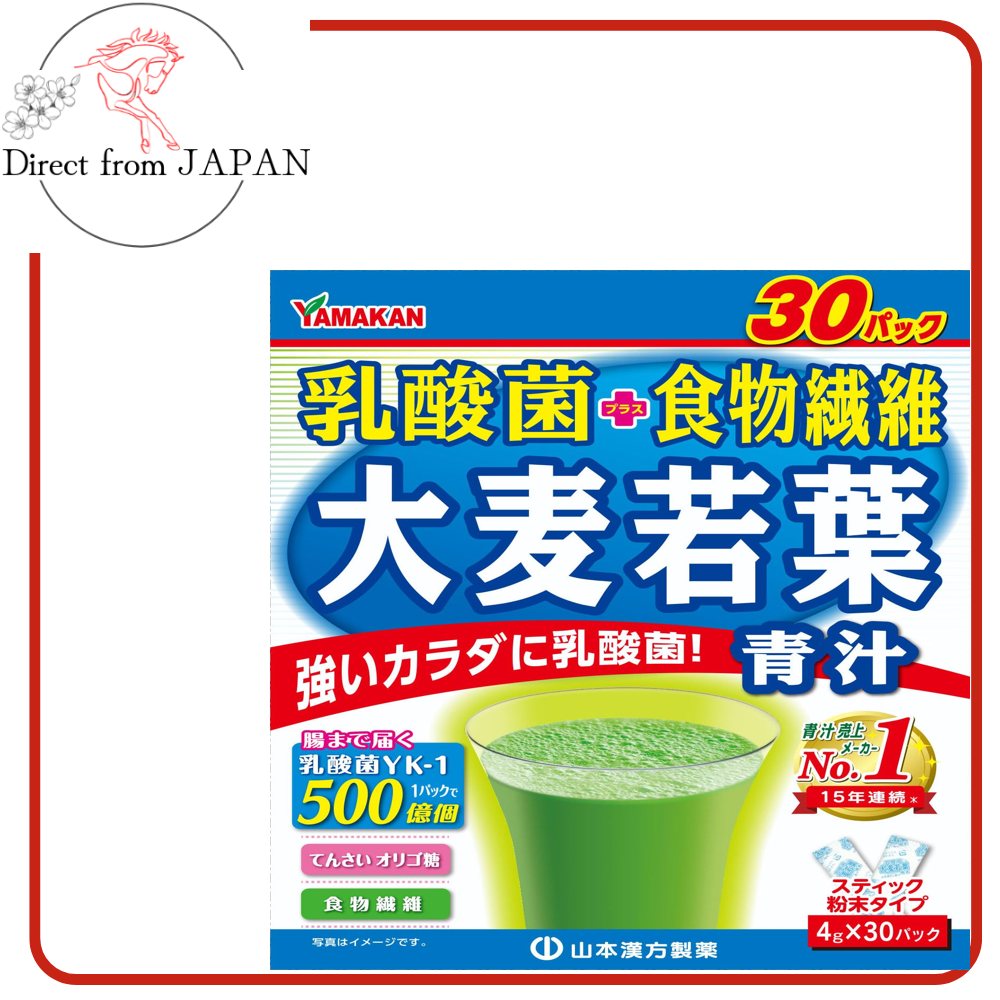 Direct from JAPAN
YAMAKAN
30パック
乳酸菌プラス食物繊維
大麦若葉
青汁
強いカラダに乳酸菌!
腸まで届く
乳酸菌YK-1
1パックで
500億個
てんさい オリゴ糖
食物繊維
青汁売上
メーカー
No.1
15年連続※
スティック
粉末タイプ
4g×30パック
写真はイメージです。
山本漢方製薬